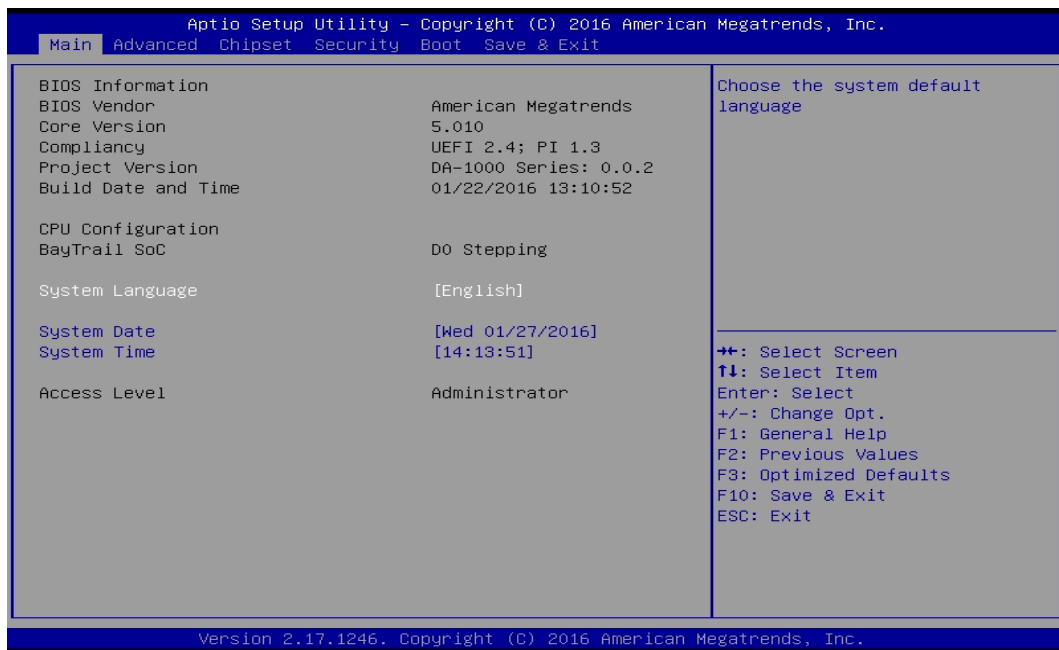 Aptio Setup Utility – Copyright (C) 2016 American Megatrends, Inc.
Main Advanced Chipset Security Boot Save & Exit
BIOS Information
BIOS Vendor American Megatrends
Core Version 5.010
Compliancy UEFI 2.4; PI 1.3
Project Version DA-1000 Series: 0.0.2
Build Date and Time 01/22/2016 13:10:52
CPU Configuration
BayTrail SoC D0 Stepping
System Language [English]
System Date [Wed 01/27/2016]
System Time [14:13:51]
Access Level Administrator
Choose the system default
language
→←: Select Screen
↑↓: Select Item
Enter: Select
+/-: Change Opt.
F1: General Help
F2: Previous Values
F3: Optimized Defaults
F10: Save & Exit
ESC: Exit
Version 2.17.1246. Copyright (C) 2016 American Megatrends, Inc.